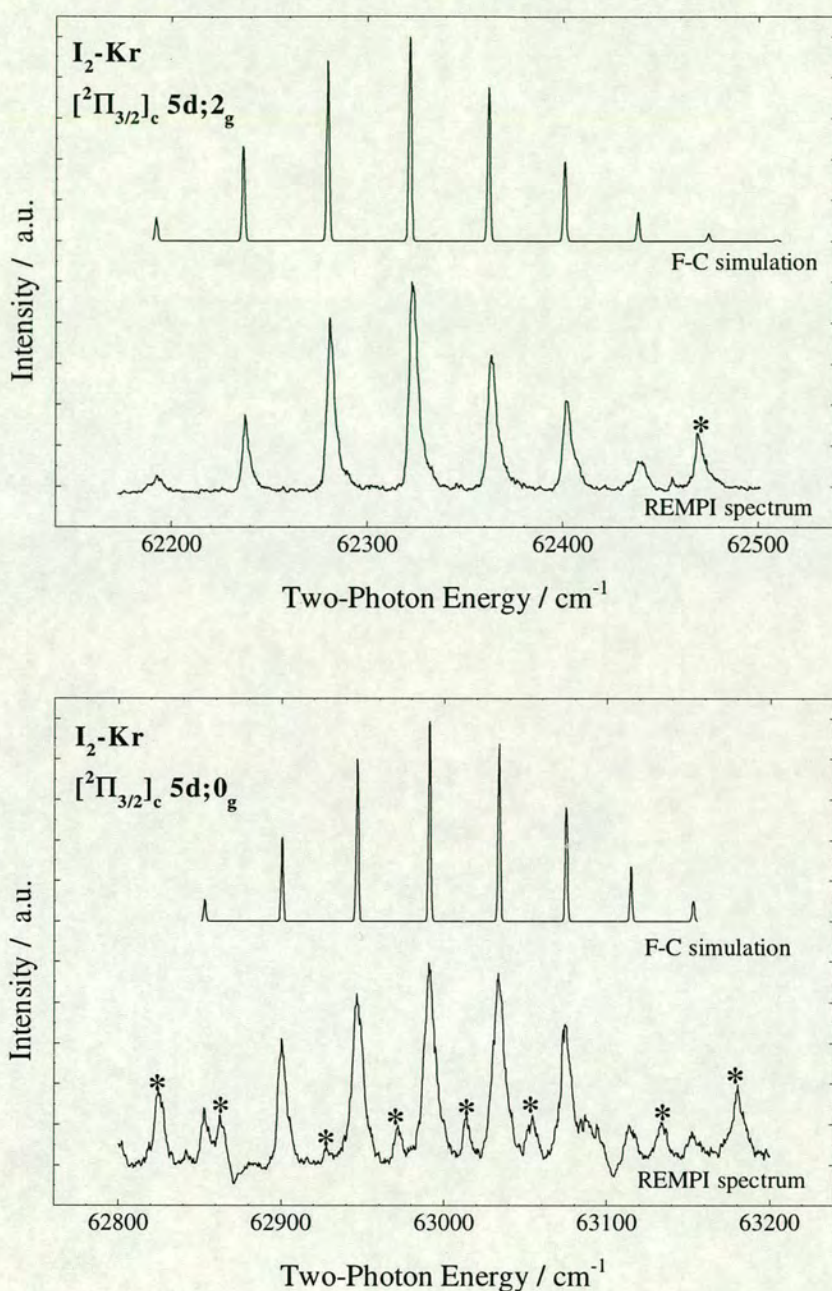 I₂-Kr
[²Π₃/₂]c 5d;2g
F-C simulation
*
REMPI spectrum
Intensity / a.u.
62200 62300 62400 62500
Two-Photon Energy / cm⁻¹
I₂-Kr
[²Π₃/₂]c 5d;0g
F-C simulation
* * * * * * * *
REMPI spectrum
Intensity / a.u.
62800 62900 63000 63100 63200
Two-Photon Energy / cm⁻¹